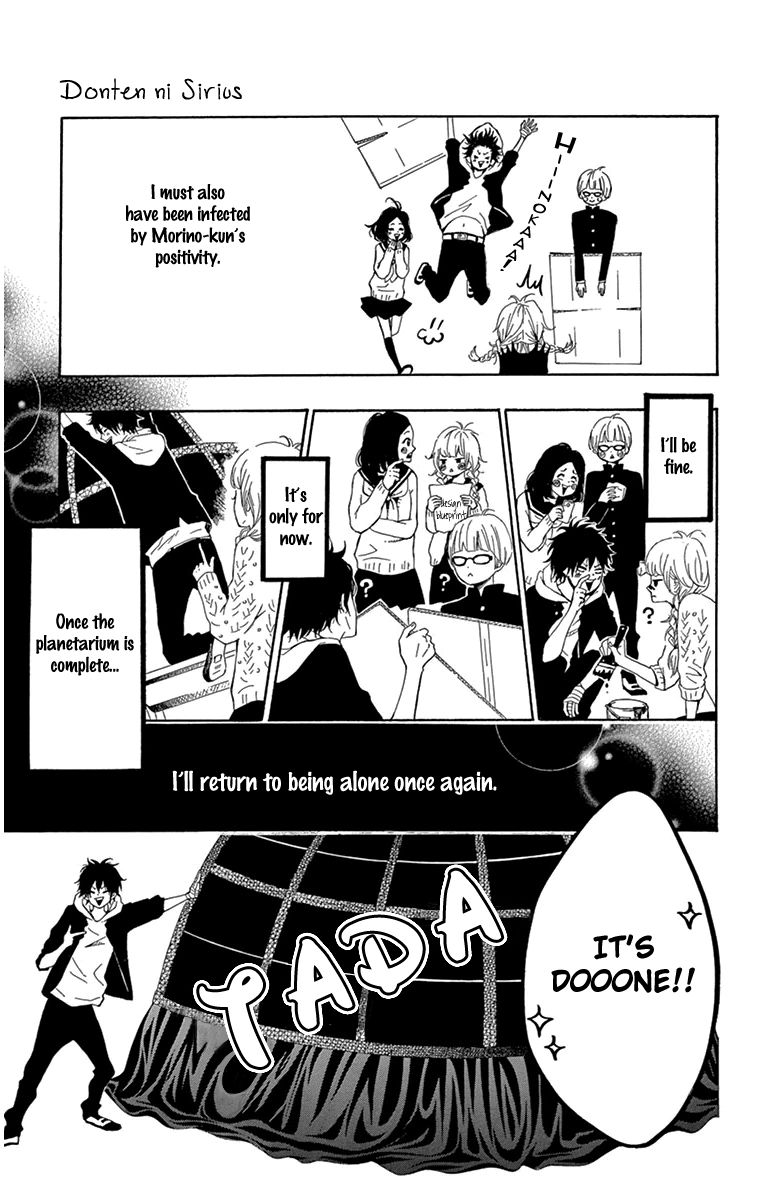 Donten ni Sirius
HIIINOKAAA!
I must also
have been infected
by Morino-kun's
positivity.
I'll be
fine.
?
design
blueprint
It's
only for
now.
?
?
Once the
planetarium is
complete...
I'll return to being alone once again.
TADA
IT'S
DOOONE!!